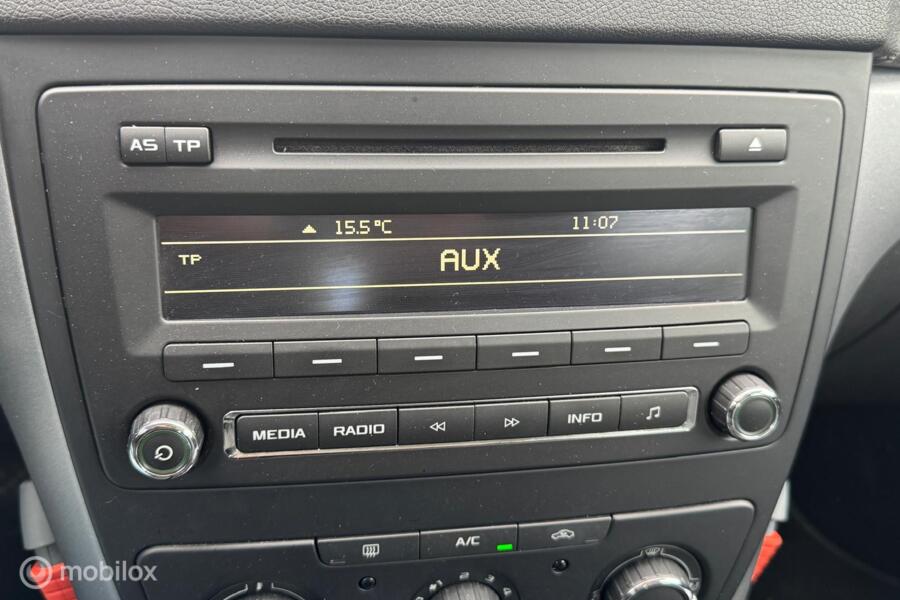 AS TP
15.5°C 11:07
TP AUX
MEDIA RADIO INFO
A/C
mobilox